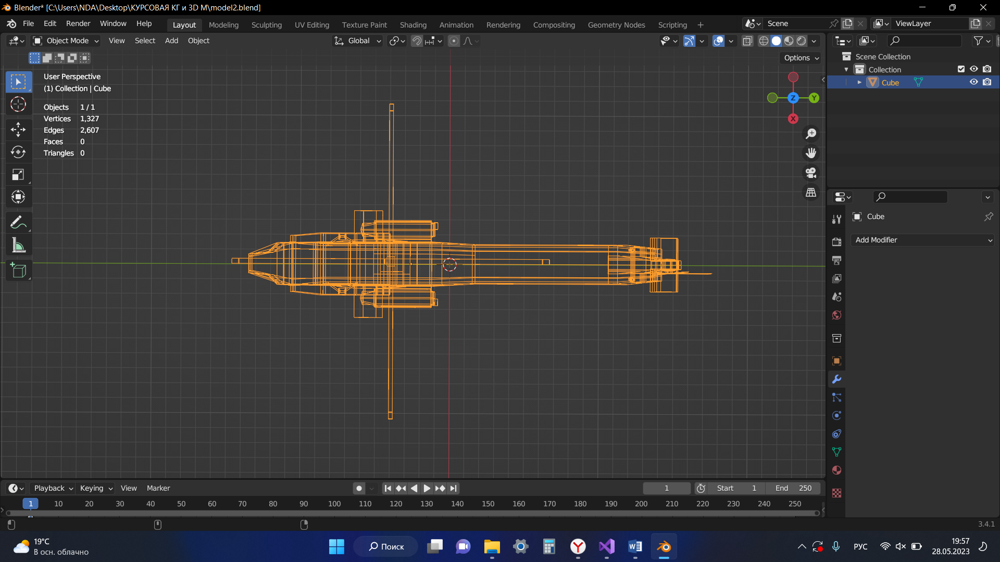 Blender* [C:\Users\NDA\Desktop\КУРСОВАЯ КГ и 3D M\model2.blend]
File Edit Render Window Help
Layout Modeling Sculpting UV Editing Texture Paint Shading Animation Rendering Compositing Geometry Nodes Scripting
Scene
ViewLayer
Object Mode View Select Add Object
Global
Options
User Perspective
(1) Collection | Cube
Objects 1 / 1
Vertices 1,327
Edges 2,607
Faces 0
Triangles 0
Z
Y
X
Scene Collection
Collection
Cube
Cube
Add Modifier
Playback Keying View Marker
1
Start 1
End 250
1 10 20 30 40 50 60 70 80 90 100 110 120 130 140 150 160 170 180 190 200 210 220 230 240 250
3.4.1
19°C
В осн. облачно
Поиск
РУС
19:57
28.05.2023